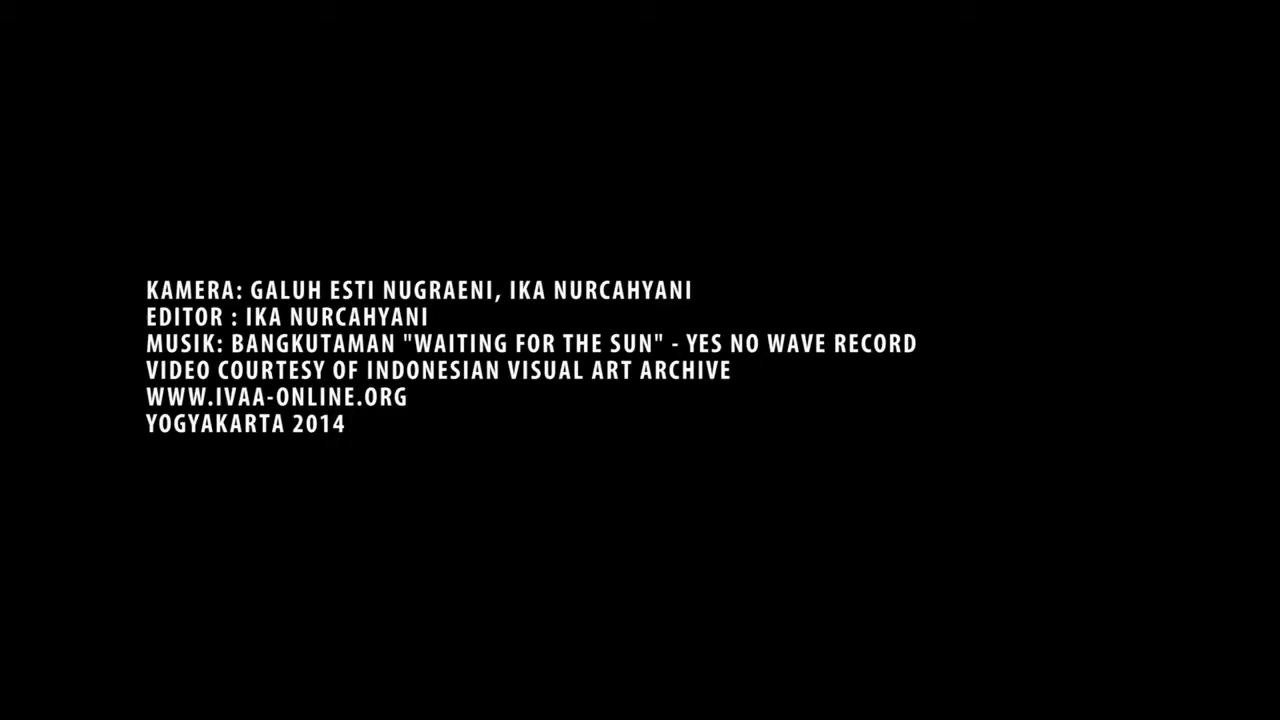 KAMERA: GALUH ESTI NUGRAENI, IKA NURCAHYANI
EDITOR : IKA NURCAHYANI
MUSIK: BANGKUTAMAN "WAITING FOR THE SUN" - YES NO WAVE RECORD
VIDEO COURTESY OF INDONESIAN VISUAL ART ARCHIVE
WWW.IVAA-ONLINE.ORG
YOGYAKARTA 2014